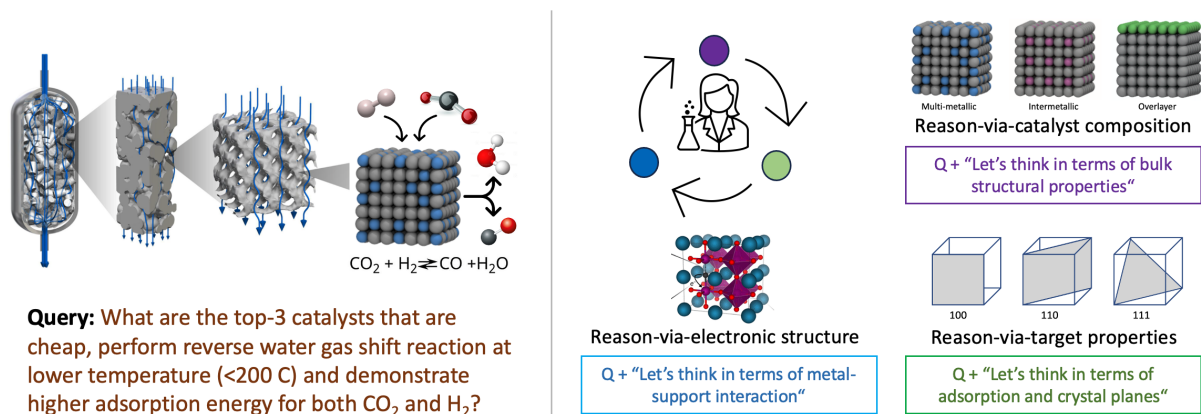 CO₂ + H₂⇌CO +H₂O
Query: What are the top-3 catalysts that are
cheap, perform reverse water gas shift reaction at
lower temperature (<200 C) and demonstrate
higher adsorption energy for both CO₂ and H₂?
Multi-metallic
Intermetallic
Overlayer
Reason-via-catalyst composition
Q + “Let’s think in terms of bulk
structural properties“
Reason-via-electronic structure
Q + “Let’s think in terms of metal-
support interaction“
100
110
111
Reason-via-target properties
Q + “Let’s think in terms of
adsorption and crystal planes“